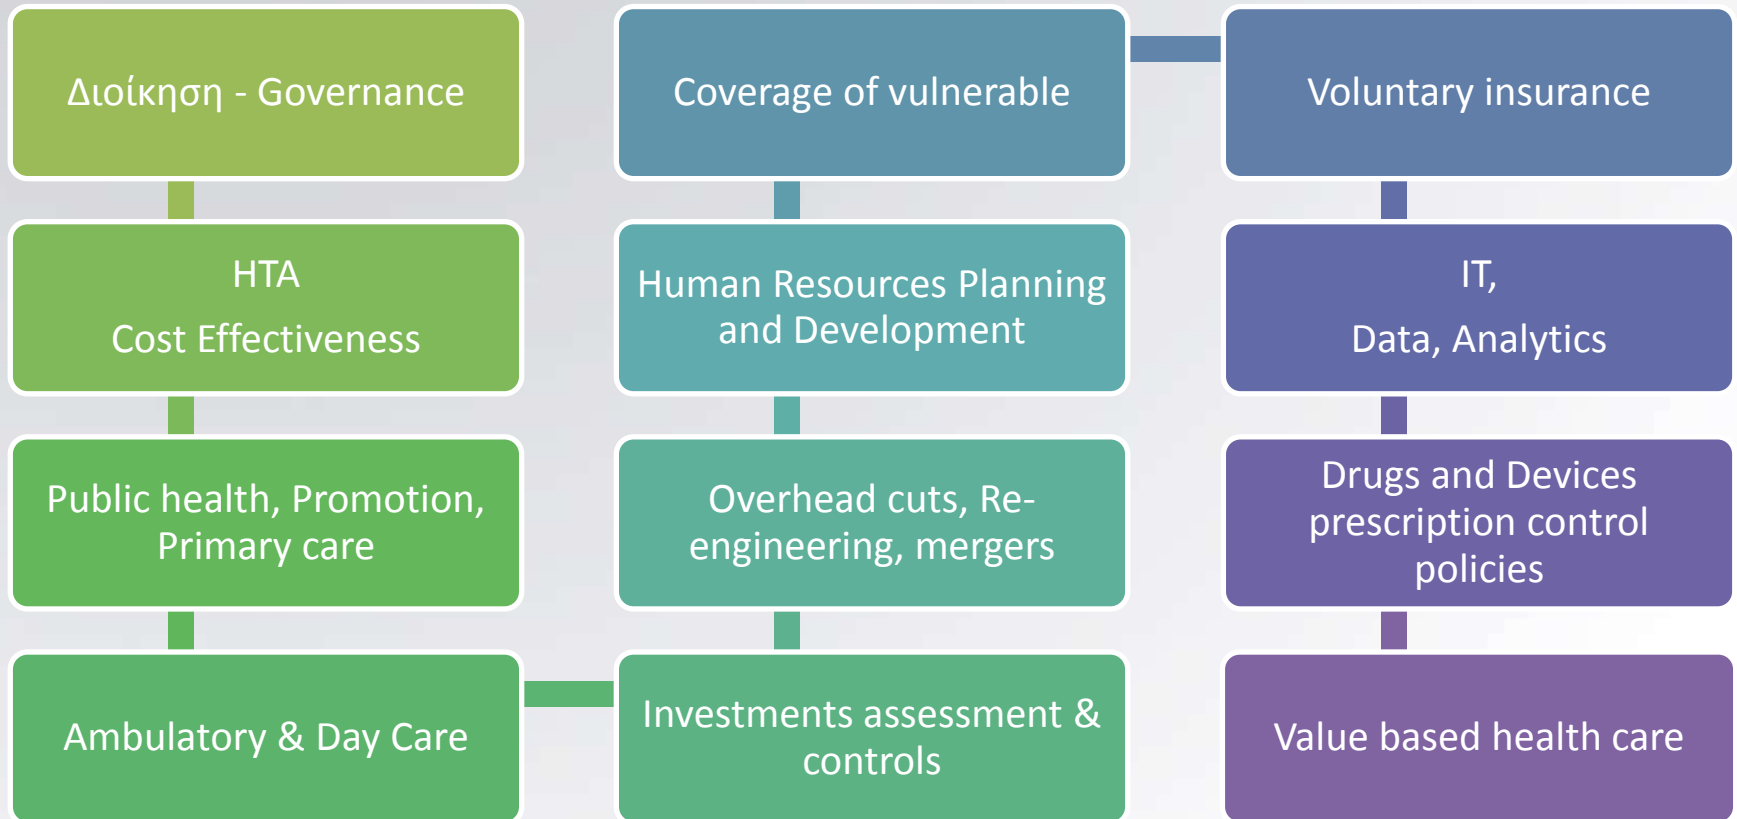 Διοίκηση - Governance
HTA
Cost Effectiveness
Public health, Promotion,
Primary care
Ambulatory & Day Care
Investments assessment &
controls
Overhead cuts, Re-
engineering, mergers
Human Resources Planning
and Development
Coverage of vulnerable
Voluntary insurance
IT,
Data, Analytics
Drugs and Devices
prescription control
policies
Value based health care